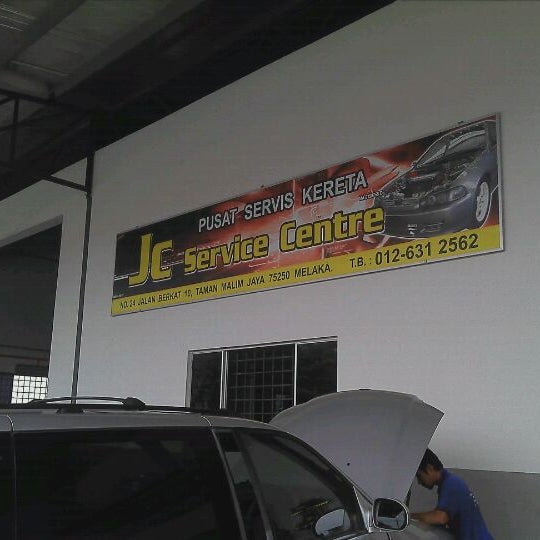 PUSAT SERVIS KERETA
JC Service Centre
NO. 24 JALAN BERKAT 10, TAMAN MALIM JAYA 75250 MELAKA. T.B. : 012-631 2562